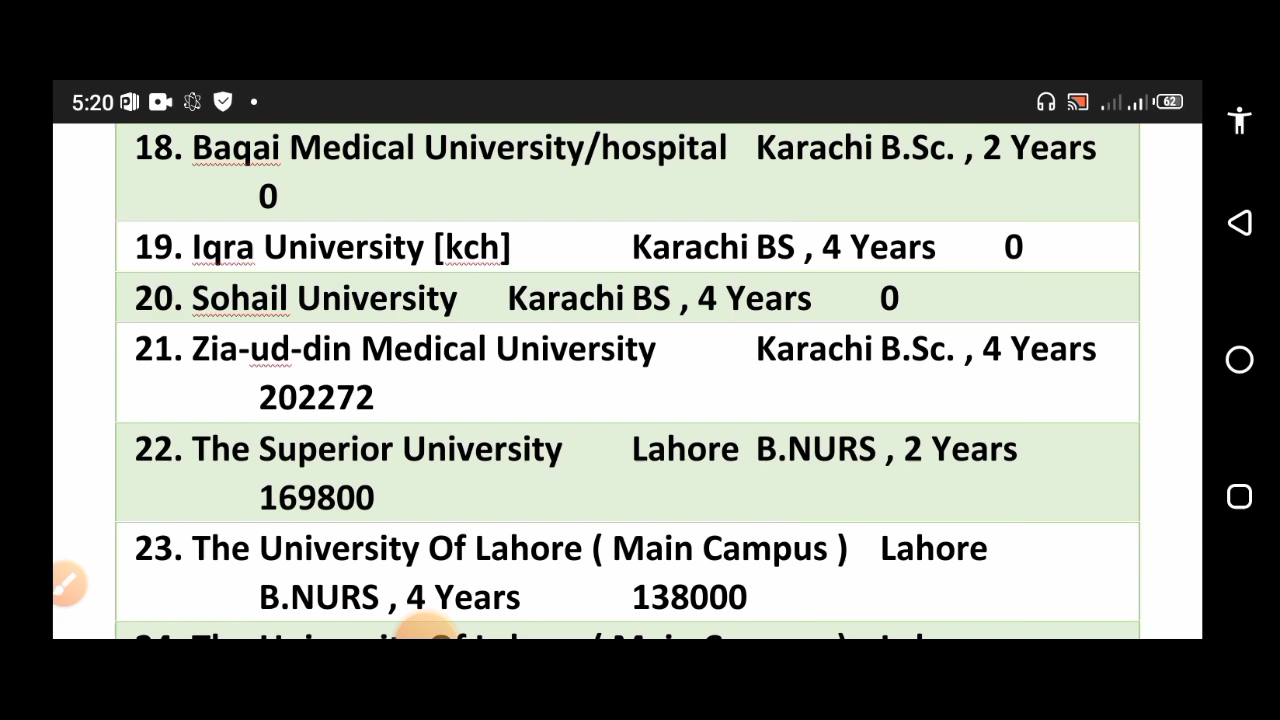 5:20 62
18. Baqai Medical University/hospital Karachi B.Sc. , 2 Years
0
19. Iqra University [kch] Karachi BS , 4 Years 0
20. Sohail University Karachi BS , 4 Years 0
21. Zia-ud-din Medical University Karachi B.Sc. , 4 Years
202272
22. The Superior University Lahore B.NURS , 2 Years
169800
23. The University Of Lahore ( Main Campus ) Lahore
B.NURS , 4 Years 138000